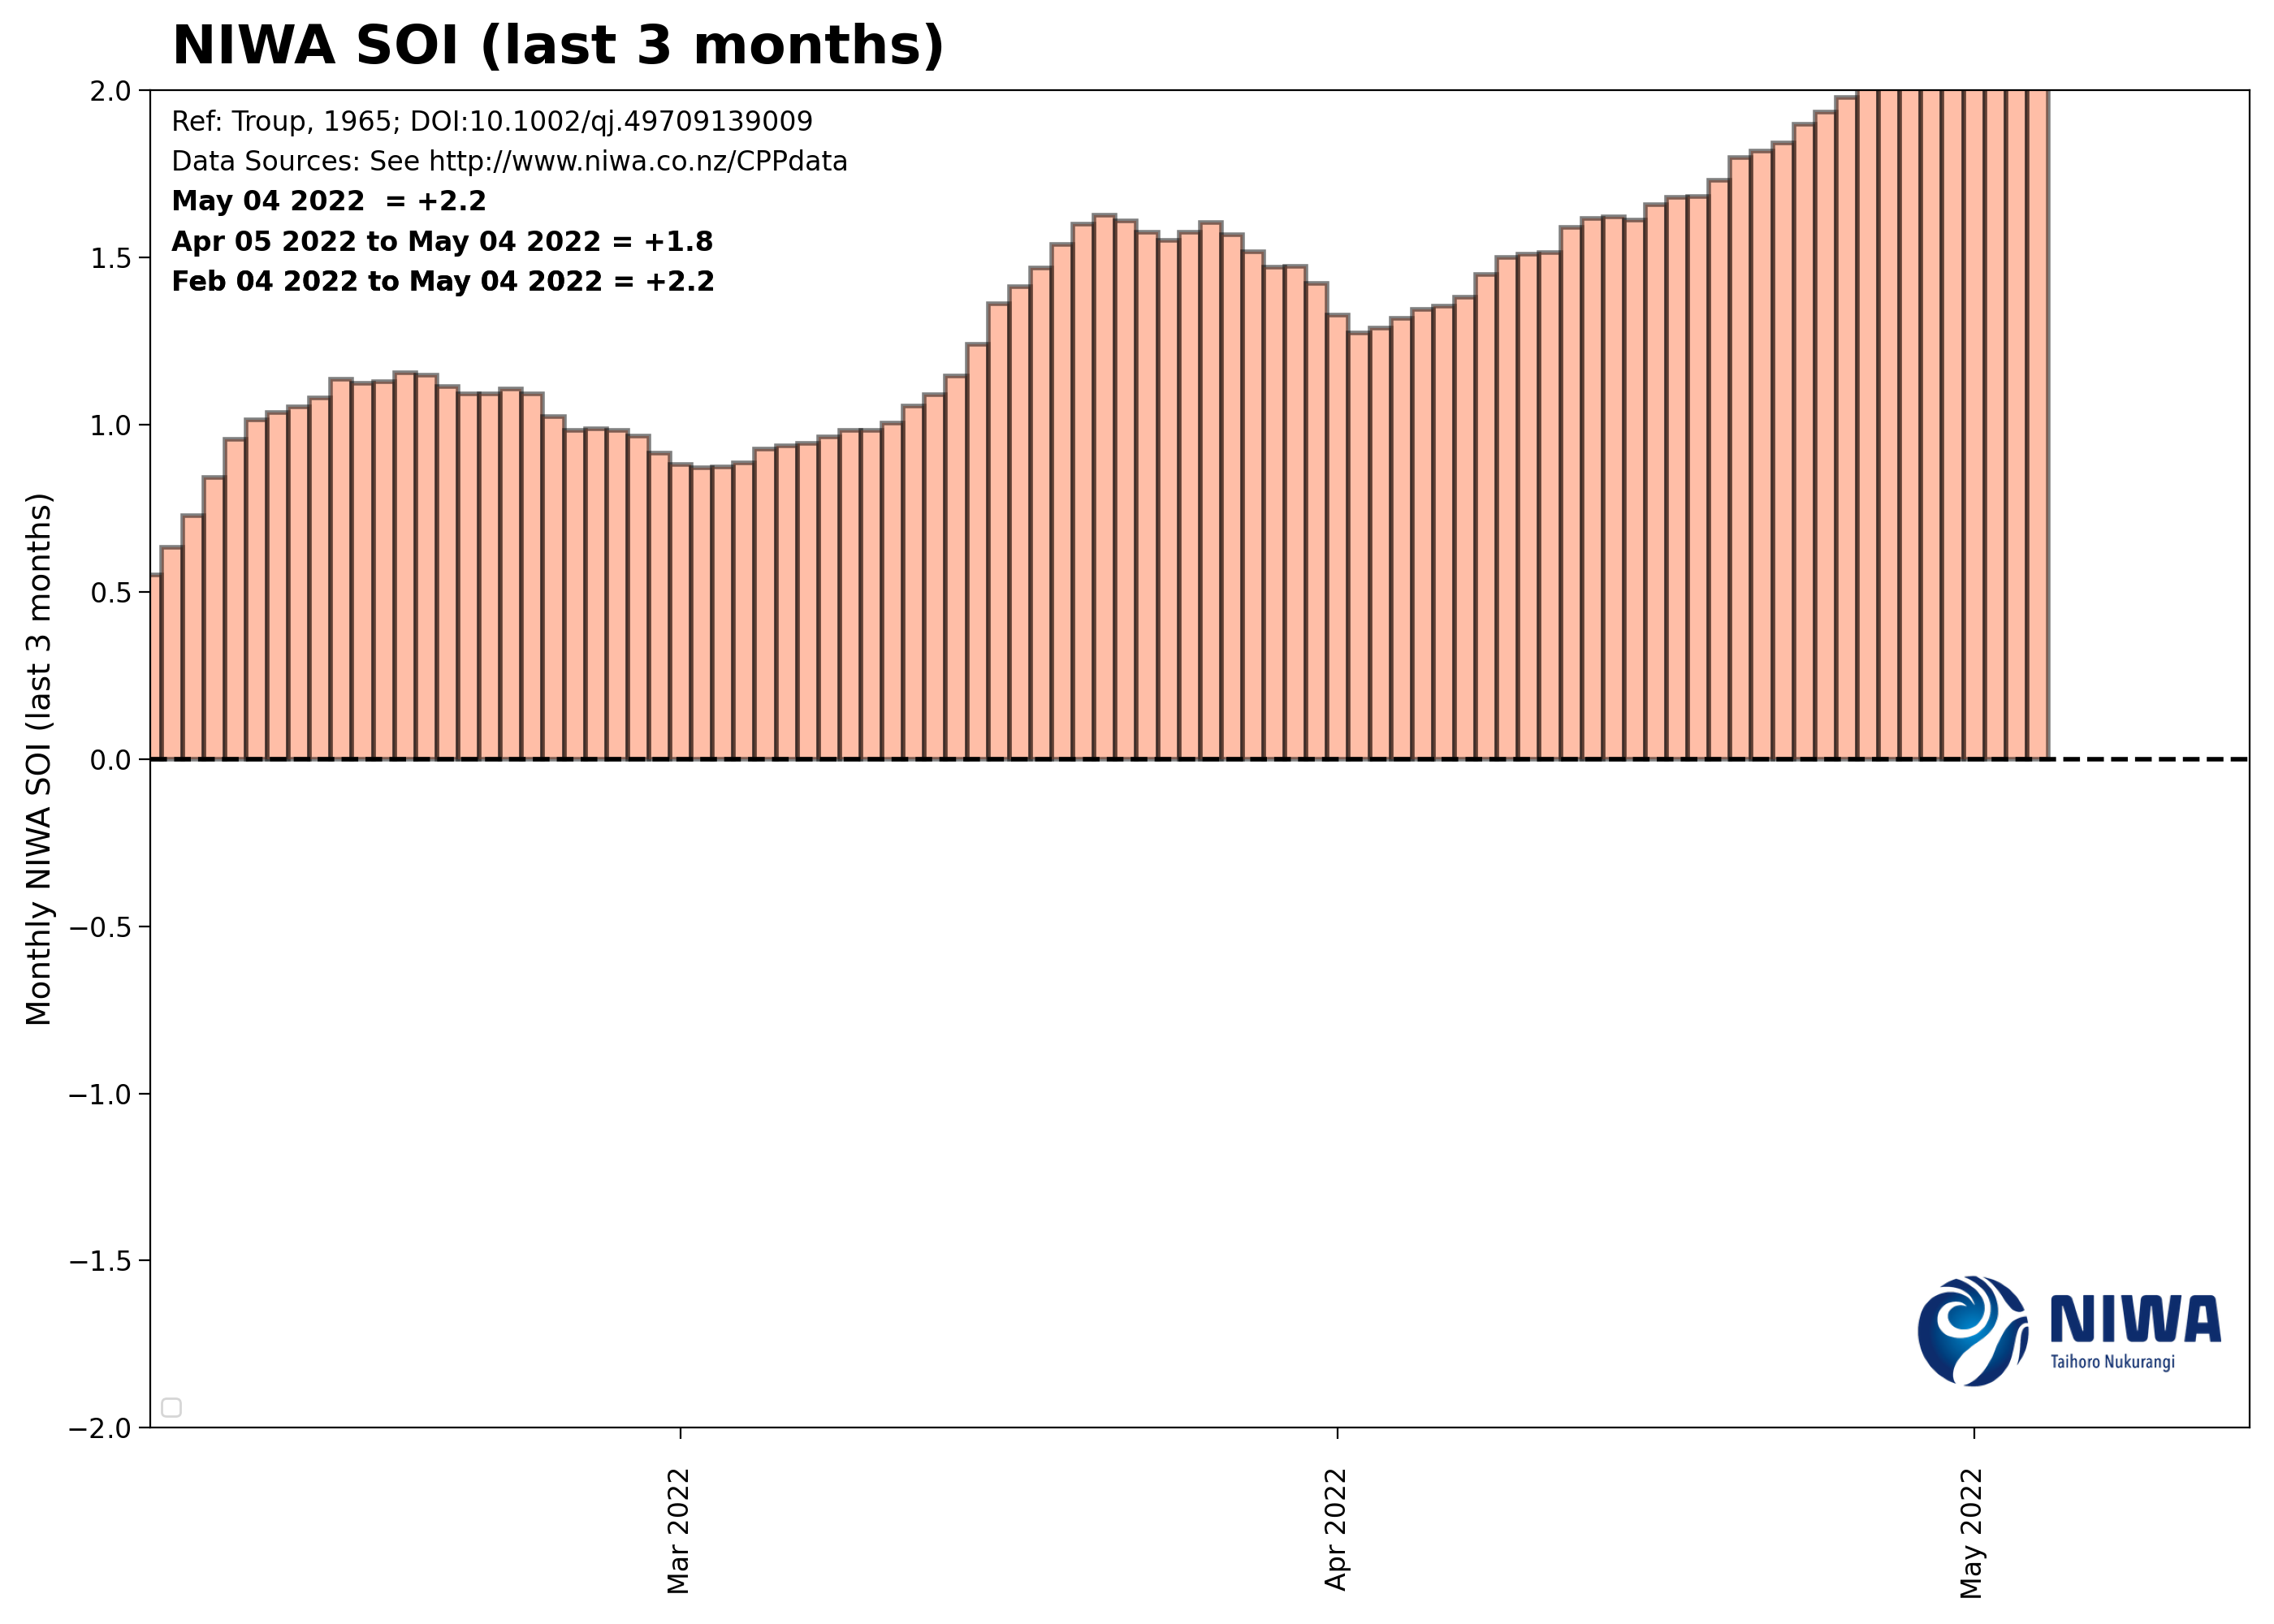 NIWA SOI (last 3 months)
Ref: Troup, 1965; DOI:10.1002/qj.49709139009
Data Sources: See http://www.niwa.co.nz/CPPdata
May 04 2022  = +2.2
Apr 05 2022 to May 04 2022 = +1.8
Feb 04 2022 to May 04 2022 = +2.2
Monthly NIWA SOI (last 3 months)
2.0
1.5
1.0
0.5
0.0
−0.5
−1.0
−1.5
−2.0
NIWA
Taihoro Nukurangi
Mar 2022
Apr 2022
May 2022